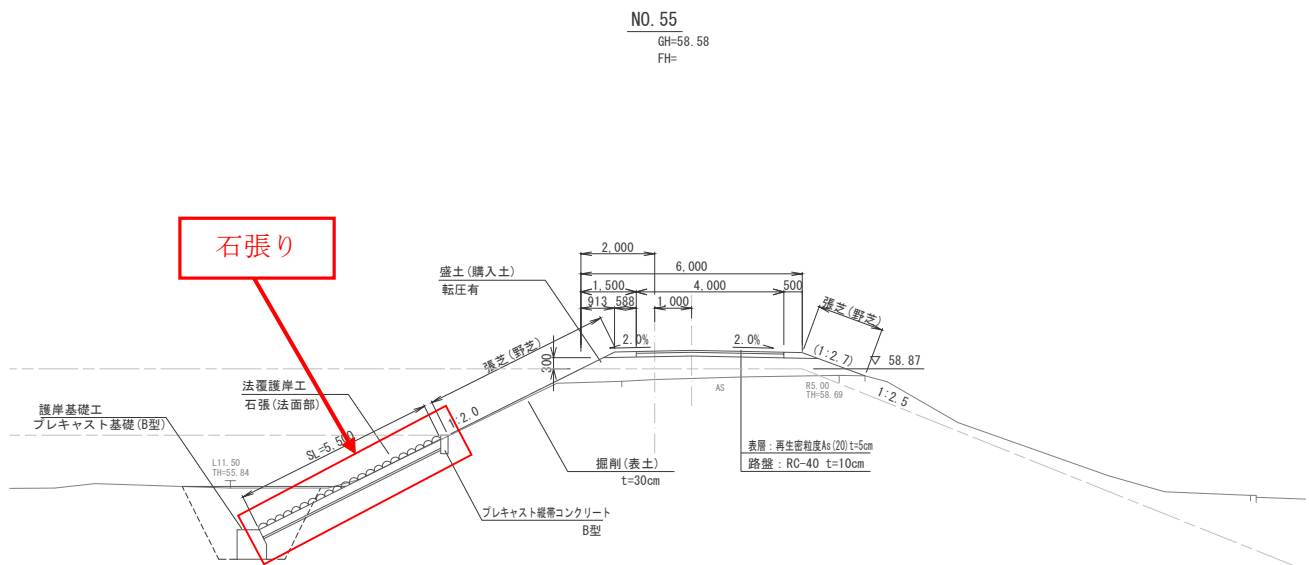 NO. 55
GH=58.58
FH=
石張り
2,000
6,000
盛土(購入土)
転圧有
1,500
4,000
500
913
588
1,000
張芝(野芝)
張芝(野芝)
2.0%
2.0%
(1:2.7)
58.87
300
法覆護岸工
石張(法面部)
AS
R5.00
TH=58.69
1:2.5
護岸基礎工
プレキャスト基礎(B型)
1:2.0
SL=5,500
表層：再生密粒度As(20)t=5cm
路盤：RC-40 t=10cm
L11.50
TH=55.84
掘削(表土)
t=30cm
プレキャスト縦帯コンクリート
B型